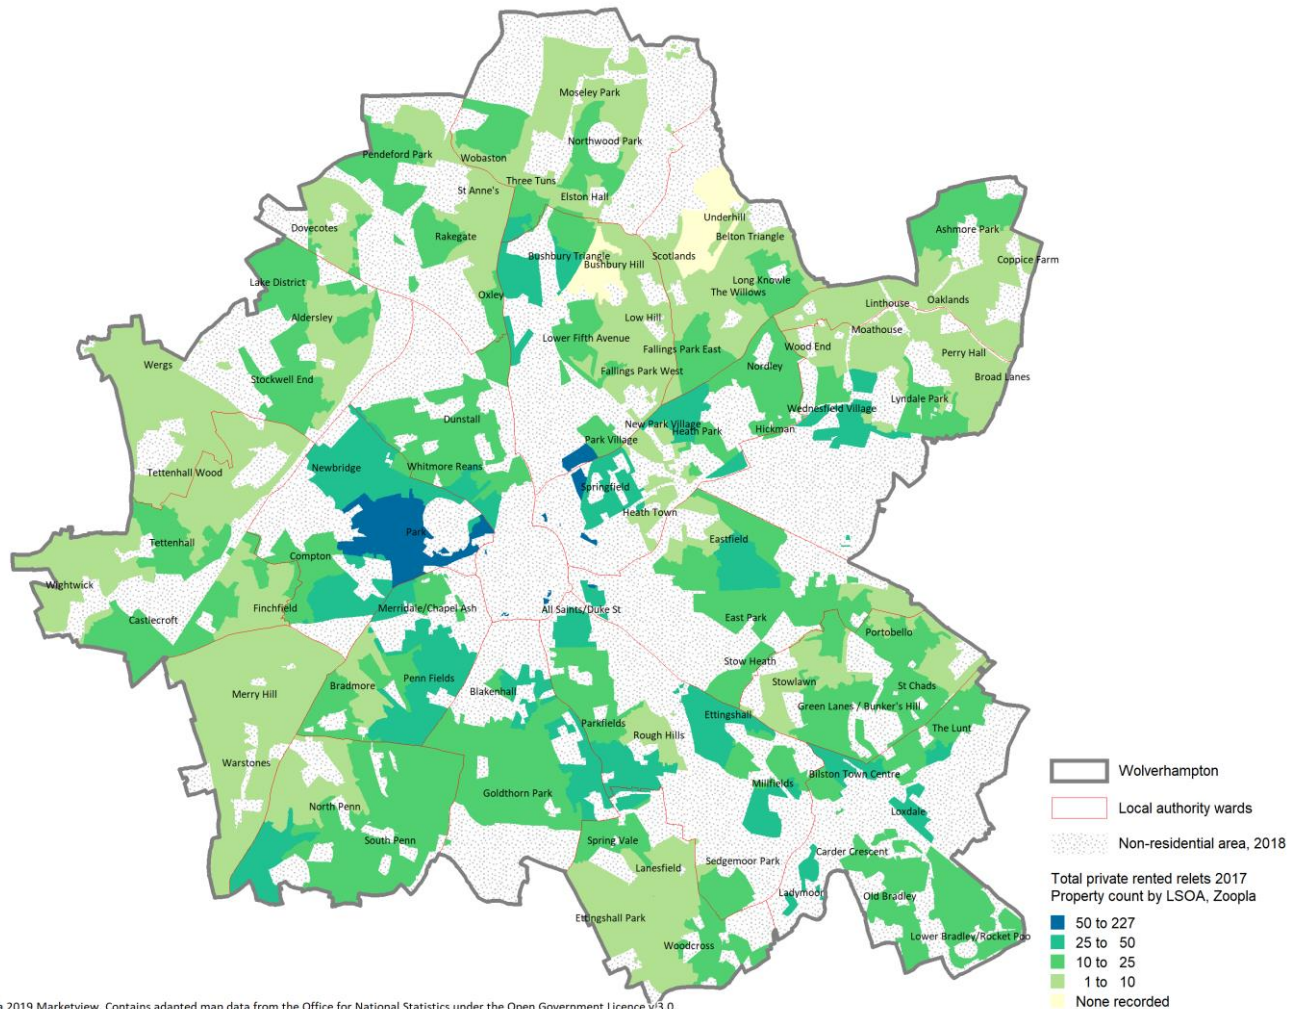 Moseley Park
Northwood Park
Pendeford Park
Wobaston
Three Tuns
St Anne's
Elston Hall
Underhill
Dovecotes
Rakegate
Belton Triangle
Ashmore Park
Bushbury Triangle
Bushbury Hill
Scotlands
Coppice Farm
Lake District
Long Knowle
The Willows
Oxley
Linthouse
Oaklands
Aldersley
Low Hill
Moathouse
Lower Fifth Avenue
Fallings Park East
Wood End
Perry Hall
Wergs
Nordley
Fallings Park West
Broad Lanes
Stockwell End
Lyndale Park
Wednesfield Village
Dunstall
New Park Village
Heath Park
Hickman
Park Village
Newbridge
Whitmore Reans
Tettenhall Wood
Springfield
Heath Town
Park
Eastfield
Tettenhall
Compton
Wightwick
Finchfield
Merridale/Chapel Ash
All Saints/Duke St
Castlecroft
East Park
Portobello
Stow Heath
Penn Fields
Bradmore
Stowlawn
St Chads
Merry Hill
Blakenhall
Green Lanes / Bunker's Hill
Ettingshall
Parkfields
The Lunt
Rough Hills
Warstones
Bilston Town Centre
Millfields
Goldthorn Park
North Penn
Loxdale
South Penn
Spring Vale
Carder Crescent
Sedgemoor Park
Lanesfield
Ladymoor
Old Bradley
Ettingshall Park
Lower Bradley/Rocket Poo
Woodcross
Wolverhampton
Local authority wards
Non-residential area, 2018
Total private rented relets 2017
Property count by LSOA, Zoopla
50 to 227
25 to 50
10 to 25
1 to 10
None recorded
a 2019 Marketview. Contains adapted map data from the Office for National Statistics under the Open Government Licence v.3.0